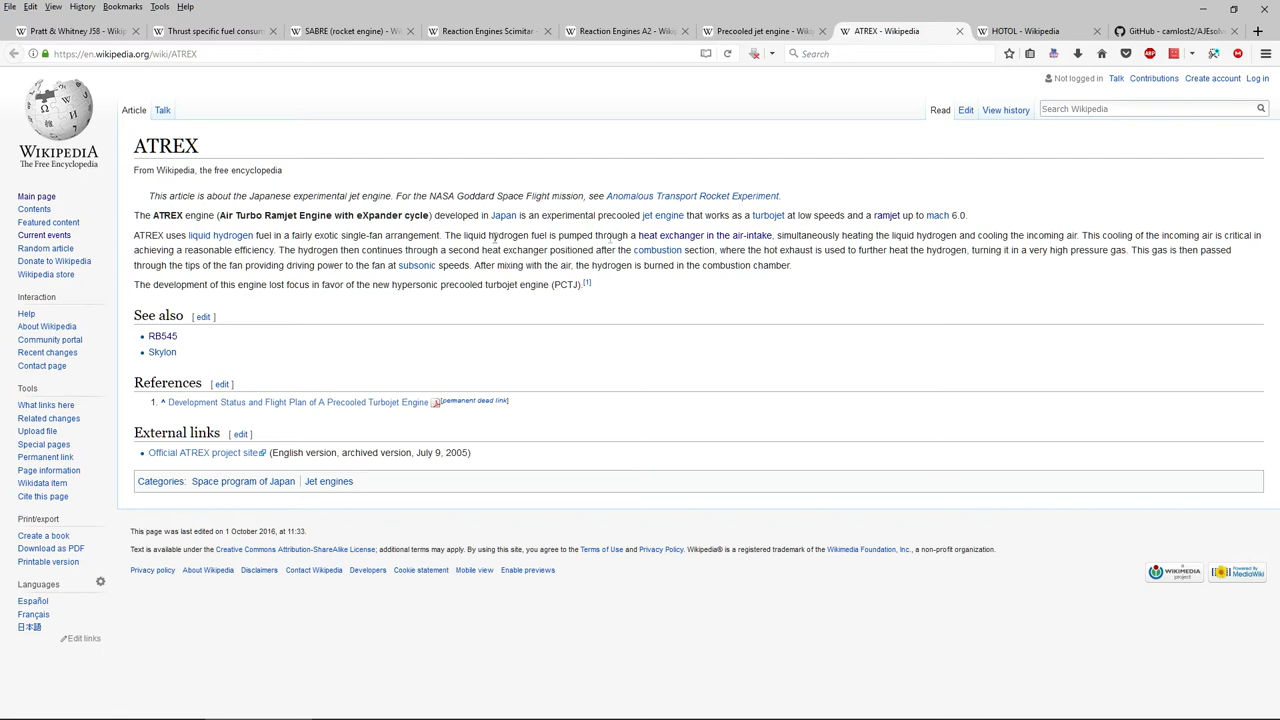 File Edit View History Bookmarks Tools Help
Pratt & Whitney J58 - Wikipedia
Thrust specific fuel consum
SABRE (rocket engine) - Wi
Reaction Engines Scimitar -
Reaction Engines A2 - Wiki
Precooled jet engine - Wiki
ATREX - Wikipedia
HOTOL - Wikipedia
GitHub - camlost2/AJEsolv
https://en.wikipedia.org/wiki/ATREX
Search
Not logged in Talk Contributions Create account Log in
Article Talk
Read Edit View history
Search Wikipedia
WIKIPEDIA
The Free Encyclopedia
Main page
Contents
Featured content
Current events
Random article
Donate to Wikipedia
Wikipedia store
Interaction
Help
About Wikipedia
Community portal
Recent changes
Contact page
Tools
What links here
Related changes
Upload file
Special pages
Permanent link
Page information
Wikidata item
Cite this page
Print/export
Create a book
Download as PDF
Printable version
Languages
Español
Français
日本語
Edit links
ATREX
From Wikipedia, the free encyclopedia
This article is about the Japanese experimental jet engine. For the NASA Goddard Space Flight mission, see Anomalous Transport Rocket Experiment.
The ATREX engine (Air Turbo Ramjet Engine with eXpander cycle) developed in Japan is an experimental precooled jet engine that works as a turbojet at low speeds and a ramjet up to mach 6.0.
ATREX uses liquid hydrogen fuel in a fairly exotic single-fan arrangement. The liquid hydrogen fuel is pumped through a heat exchanger in the air-intake, simultaneously heating the liquid hydrogen and cooling the incoming air. This cooling of the incoming air is critical in
achieving a reasonable efficiency. The hydrogen then continues through a second heat exchanger positioned after the combustion section, where the hot exhaust is used to further heat the hydrogen, turning it in a very high pressure gas. This gas is then passed
through the tips of the fan providing driving power to the fan at subsonic speeds. After mixing with the air, the hydrogen is burned in the combustion chamber.
The development of this engine lost focus in favor of the new hypersonic precooled turbojet engine (PCTJ).[1]
See also [ edit ]
• RB545
• Skylon
References [ edit ]
1. ^ Development Status and Flight Plan of A Precooled Turbojet Engine [permanent dead link]
External links [ edit ]
• Official ATREX project site (English version, archived version, July 9, 2005)
Categories: Space program of Japan | Jet engines
This page was last edited on 1 October 2016, at 11:33.
Text is available under the Creative Commons Attribution-ShareAlike License; additional terms may apply. By using this site, you agree to the Terms of Use and Privacy Policy. Wikipedia® is a registered trademark of the Wikimedia Foundation, Inc., a non-profit organization.
Privacy policy About Wikipedia Disclaimers Contact Wikipedia Developers Cookie statement Mobile view Enable previews
WIKIMEDIA
project
Powered By
MediaWiki